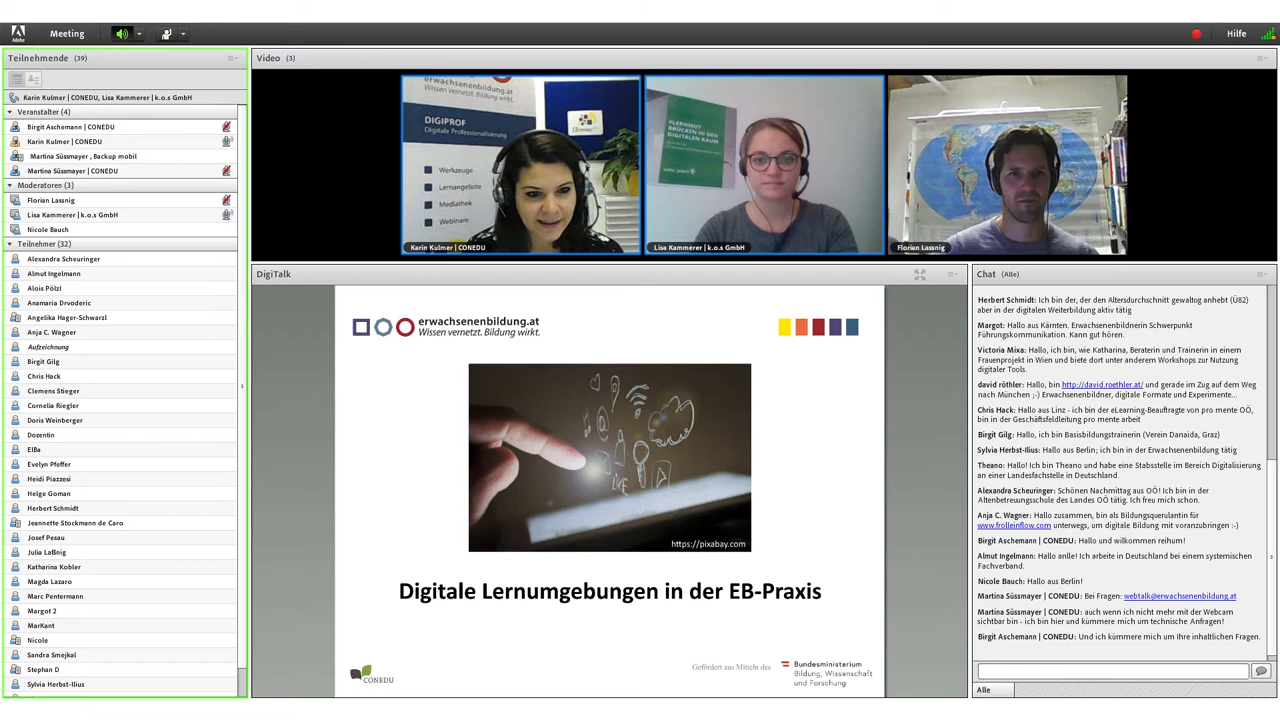 Adobe
Meeting
Hilfe
Teilnehmende (39)
Karin Kulmer | CONEDU, Lisa Kammerer | k.o.s GmbH
Veranstalter (4)
Birgit Aschemann | CONEDU
Karin Kulmer | CONEDU
Martina Süssmayer , Backup mobil
Martina Süssmayer | CONEDU
Moderatoren (3)
Florian Lassnig
Lisa Kammerer | k.o.s GmbH
Nicole Bauch
Teilnehmer (32)
Alexandra Scheuringer
Almut Ingelmann
Alois Pölzl
Anamaria Drvoderic
Angelika Hager-Schwarzl
Anja C. Wagner
Aufzeichnung
Birgit Gilg
Chris Hack
Clemens Stieger
Cornelia Riegler
Doris Weinberger
Dozentin
ElBa
Evelyn Pfeffer
Heidi Piazzesi
Helge Goman
Herbert Schmidt
Jeannette Stockmann de Caro
Josef Pesau
Julia Laßnig
Katharina Kobler
Magda Lazaro
Marc Pentermann
Margot 2
MarKant
Nicole
Sandra Smejkal
Stephan D
Sylvia Herbst-Ilius
Video (3)
erwachsenenbildung.at
Wissen vernetzt. Bildung wirkt.
DIGIPROF
Digitale Professionalisierung
Werkzeuge
Lernangebote
Mediathek
Webinare
Karin Kulmer | CONEDU
#LERNMUT
BRÜCKEN IN DEN
DIGITALEN RAUM
Lisa Kammerer | k.o.s GmbH
Florian Lassnig
DigiTalk
erwachsenenbildung.at
Wissen vernetzt. Bildung wirkt.
LIVE
https://pixabay.com
Digitale Lernumgebungen in der EB-Praxis
CONEDU
Gefördert aus Mitteln des
Bundesministerium
Bildung, Wissenschaft
und Forschung
Chat (Alle)
Herbert Schmidt: Ich bin der, der den Altersdurchschnitt gewaltog anhebt (Ü82)
aber in der digitalen Weiterbildung aktiv tätig
Margot: Hallo aus Kärnten. Erwachsenenbildnerin Schwerpunkt
Führungskommunikation. Kann gut hören.
Victoria Mixa: Hallo, ich bin, wie Katharina, Beraterin und Trainerin in einem
Frauenprojekt in Wien und biete dort unter anderem Workshops zur Nutzung
digitaler Tools.
david röthler: Hallo, bin http://david.roethler.at/ und gerade im Zug auf dem Weg
nach München ;-) Erwachsenenbildner, digitale Formate und Experimente...
Chris Hack: Hallo aus Linz - ich bin der eLearning-Beauftragte von pro mente OÖ,
bin in der Geschäftsfeldleitung pro mente arbeit
Birgit Gilg: Hallo, ich bin Basisbildungstrainerin (Verein Danaida, Graz)
Sylvia Herbst-Ilius: Hallo aus Berlin; ich bin in der Erwachsenenbildung tätig
Theano: Hallo! Ich bin Theano und habe eine Stabsstelle im Bereich Digitalisierung
an einer Landesfachstelle in Deutschland.
Alexandra Scheuringer: Schönen Nachmittag aus OÖ! Ich bin in der
Altenbetreuungsschule des Landes OÖ tätig. Ich freu mich schon.
Anja C. Wagner: Hallo zusammen, bin als Bildungsquerulantin für
www.frolleinflow.com unterwegs, um digitale Bildung mit voranzubringen :-)
Birgit Aschemann | CONEDU: Hallo und wilkommen reihum!
Almut Ingelmann: Hallo anlle! Ich arbeite in Deutschland bei einem systemischen
Fachverband.
Nicole Bauch: Hallo aus Berlin!
Martina Süssmayer | CONEDU: Bei Fragen: webtalk@erwachsenenbildung.at
Martina Süssmayer | CONEDU: auch wenn ich nicht mehr mit der Webcam
sichtbar bin - ich bin hier und kümmere mich um technische Anfragen!
Birgit Aschemann | CONEDU: Und ich kümmere mich um Ihre inhaltlichen Fragen.
Alle